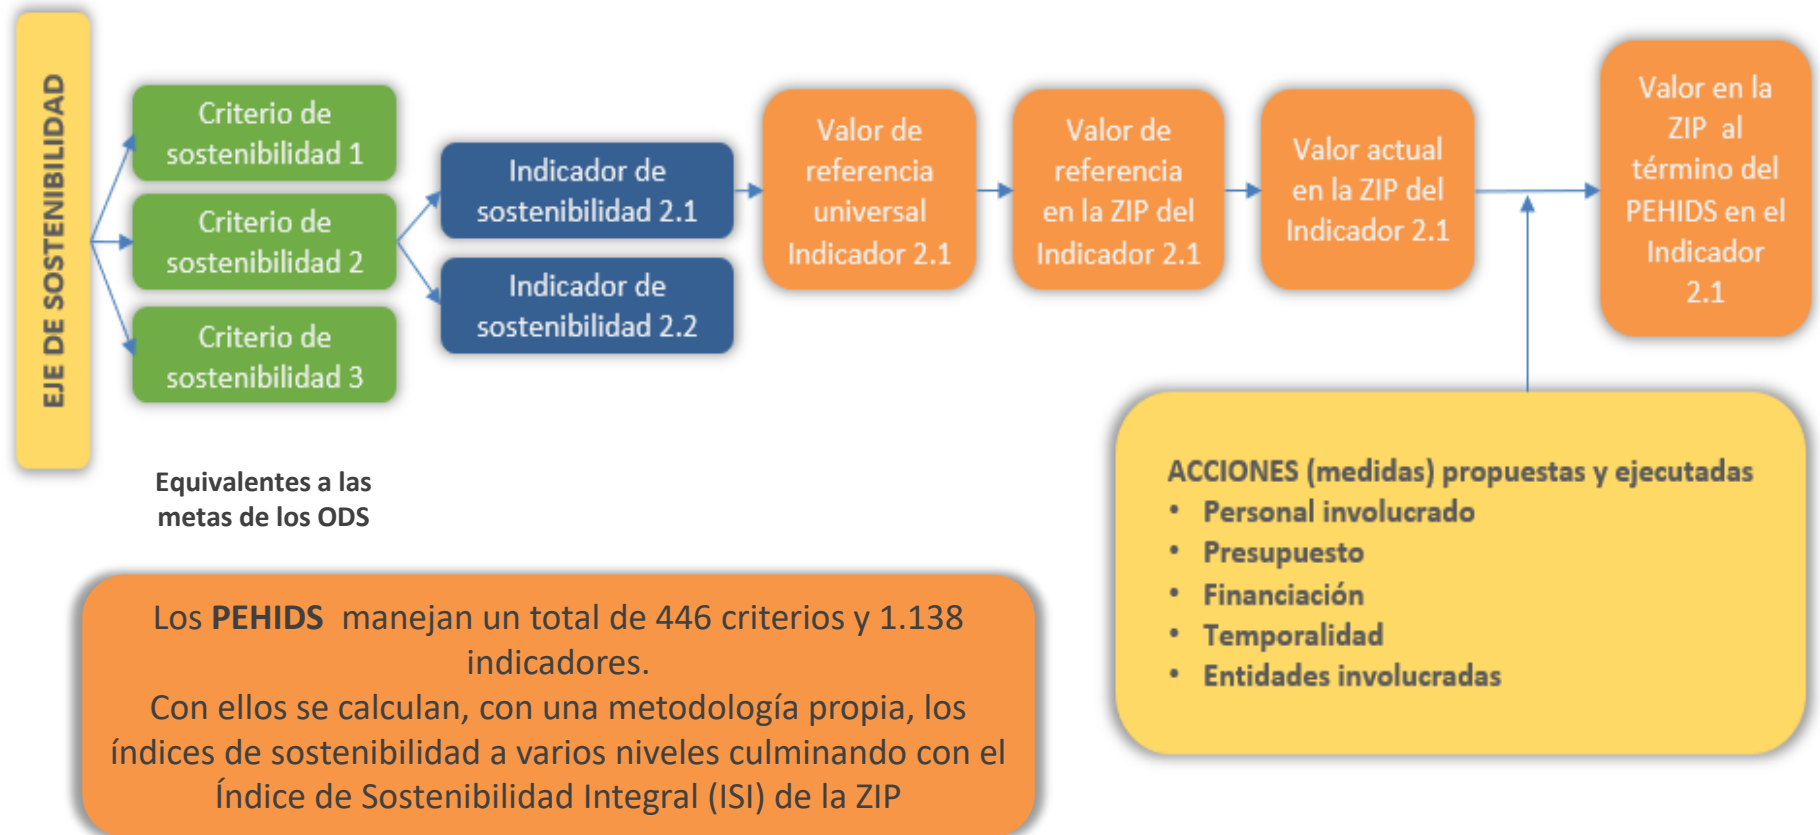 EJE DE SOSTENIBILIDAD
Criterio de
sostenibilidad 1
Criterio de
sostenibilidad 2
Criterio de
sostenibilidad 3
Equivalentes a las
metas de los ODS
Indicador de
sostenibilidad 2.1
Indicador de
sostenibilidad 2.2
Valor de
referencia
universal
Indicador 2.1
Valor de
referencia
en la ZIP del
Indicador 2.1
Valor actual
en la ZIP del
Indicador 2.1
Valor en la
ZIP al
término del
PEHIDS en el
Indicador
2.1
ACCIONES (medidas) propuestas y ejecutadas
• Personal involucrado
• Presupuesto
• Financiación
• Temporalidad
• Entidades involucradas
Los PEHIDS manejan un total de 446 criterios y 1.138
indicadores.
Con ellos se calculan, con una metodología propia, los
índices de sostenibilidad a varios niveles culminando con el
Índice de Sostenibilidad Integral (ISI) de la ZIP